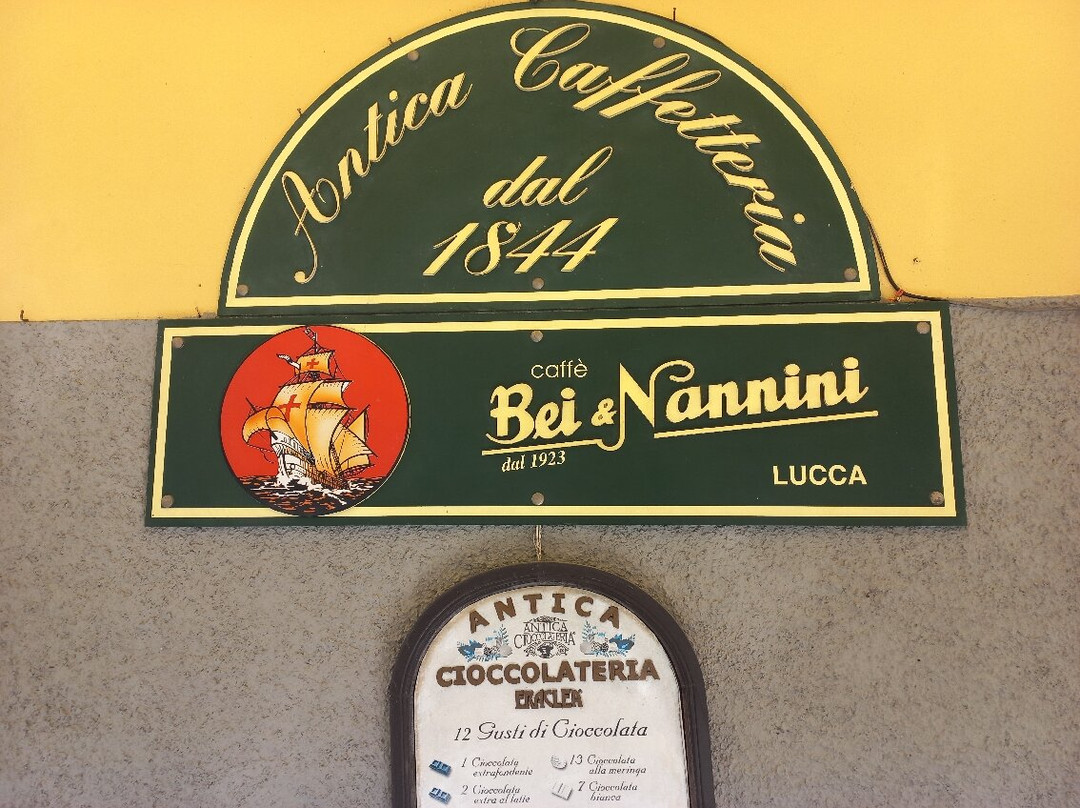 Antica Caffetteria
dal
1844
caffè
Bei & Nannini
dal 1923
LUCCA
ANTICA
ANTICA
CIOCCOLATERIA
CIOCCOLATERIA
ERACLEA
12 Gusti di Cioccolata
1 Cioccolata extrafondente
13 Cioccolata alla meringa
2 Cioccolata extra al latte
7 Cioccolata bianca